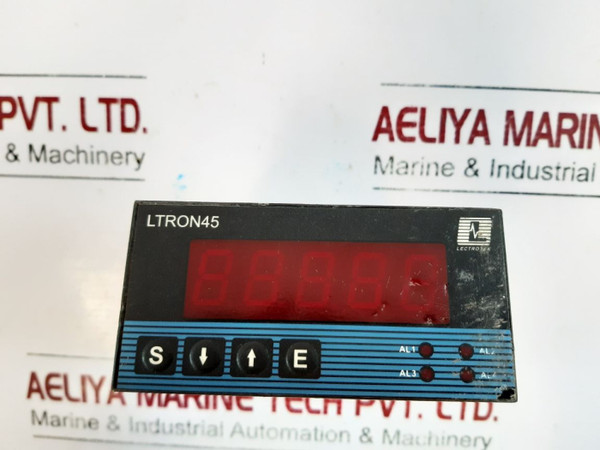 PVT. LTD.
& Machinery
AELIYA MARIN
Marine & Industrial
LTRON45
LECTROTEK
S E
AL1 AL2
AL3
AELIYA MARINE TECH PVT. LTD.
Marine & Industrial Automation & Machinery